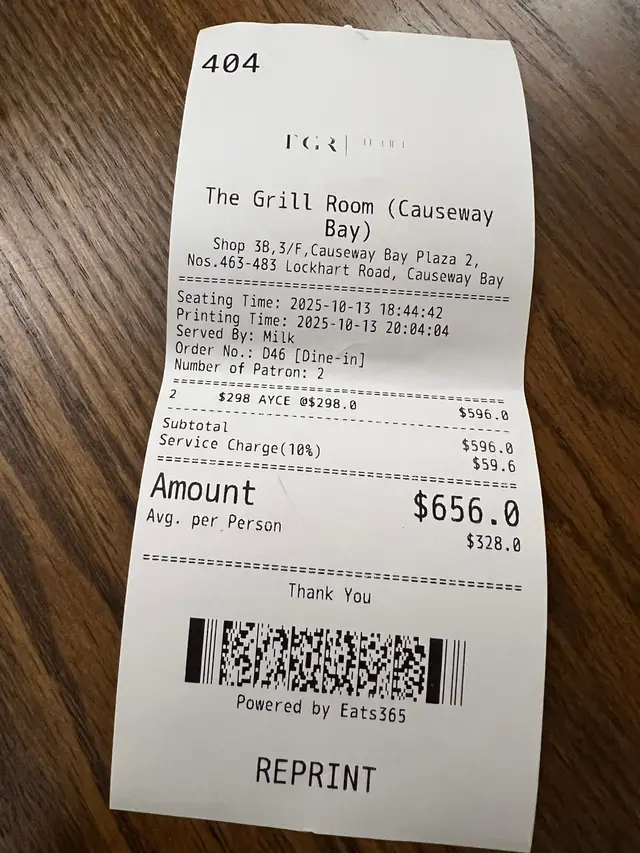 404
TGR
The Grill Room (Causeway
Bay)
Shop 3B,3/F,Causeway Bay Plaza 2,
Nos.463-483 Lockhart Road, Causeway Bay
Seating Time: 2025-10-13 18:44:42
Printing Time: 2025-10-13 20:04:04
Served By: Milk
Order No.: D46 [Dine-in]
Number of Patron: 2
2 $298 AYCE @$298.0 $596.0
Subtotal $596.0
Service Charge(10%) $59.6
Amount $656.0
Avg. per Person $328.0
Thank You
Powered by Eats365
REPRINT